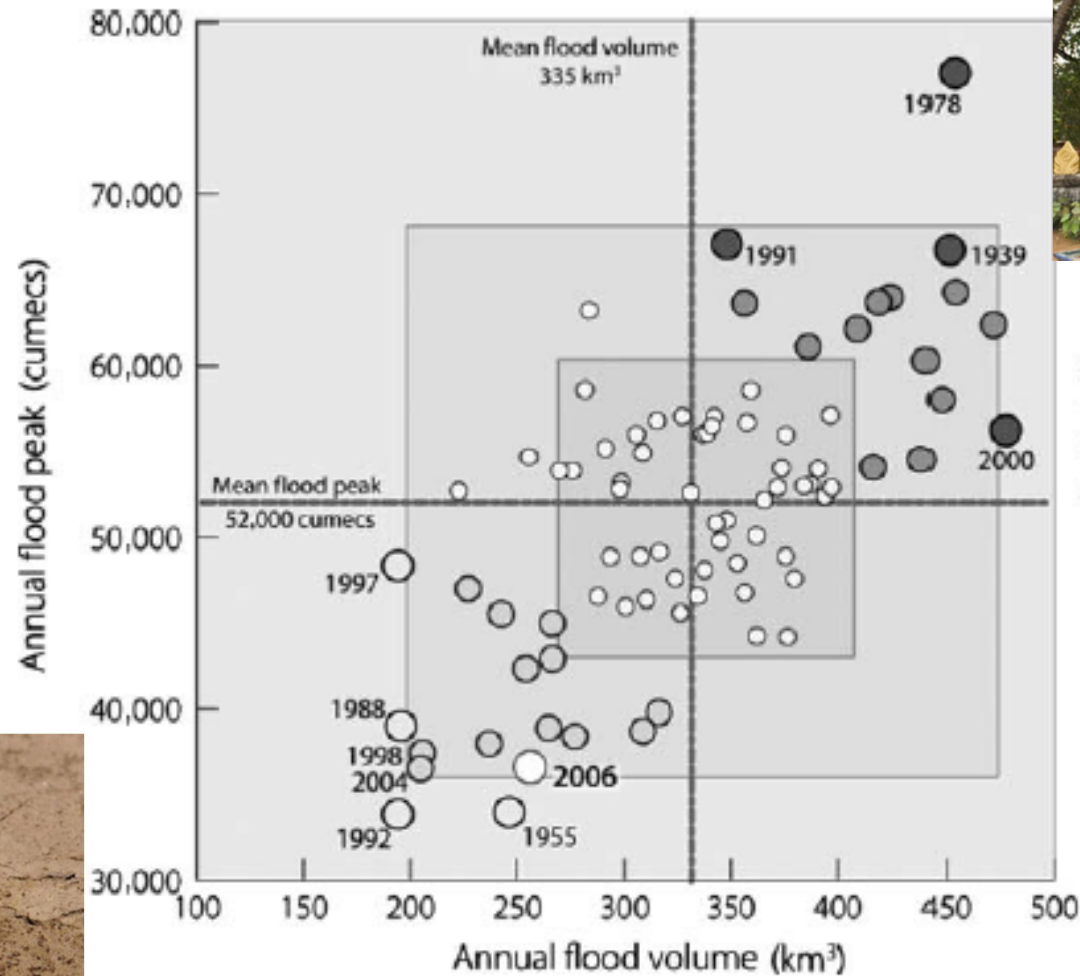 80,000
Mean flood volume
335 km³
1978
70,000
1991
1939
60,000
2000
Mean flood peak
52,000 cumecs
50,000
1997
40,000
1988
1998
2004
2006
1992
1955
30,000
100 150 200 250 300 350 400 450 500
Annual flood volume (km³)
Annual flood peak (cumecs)